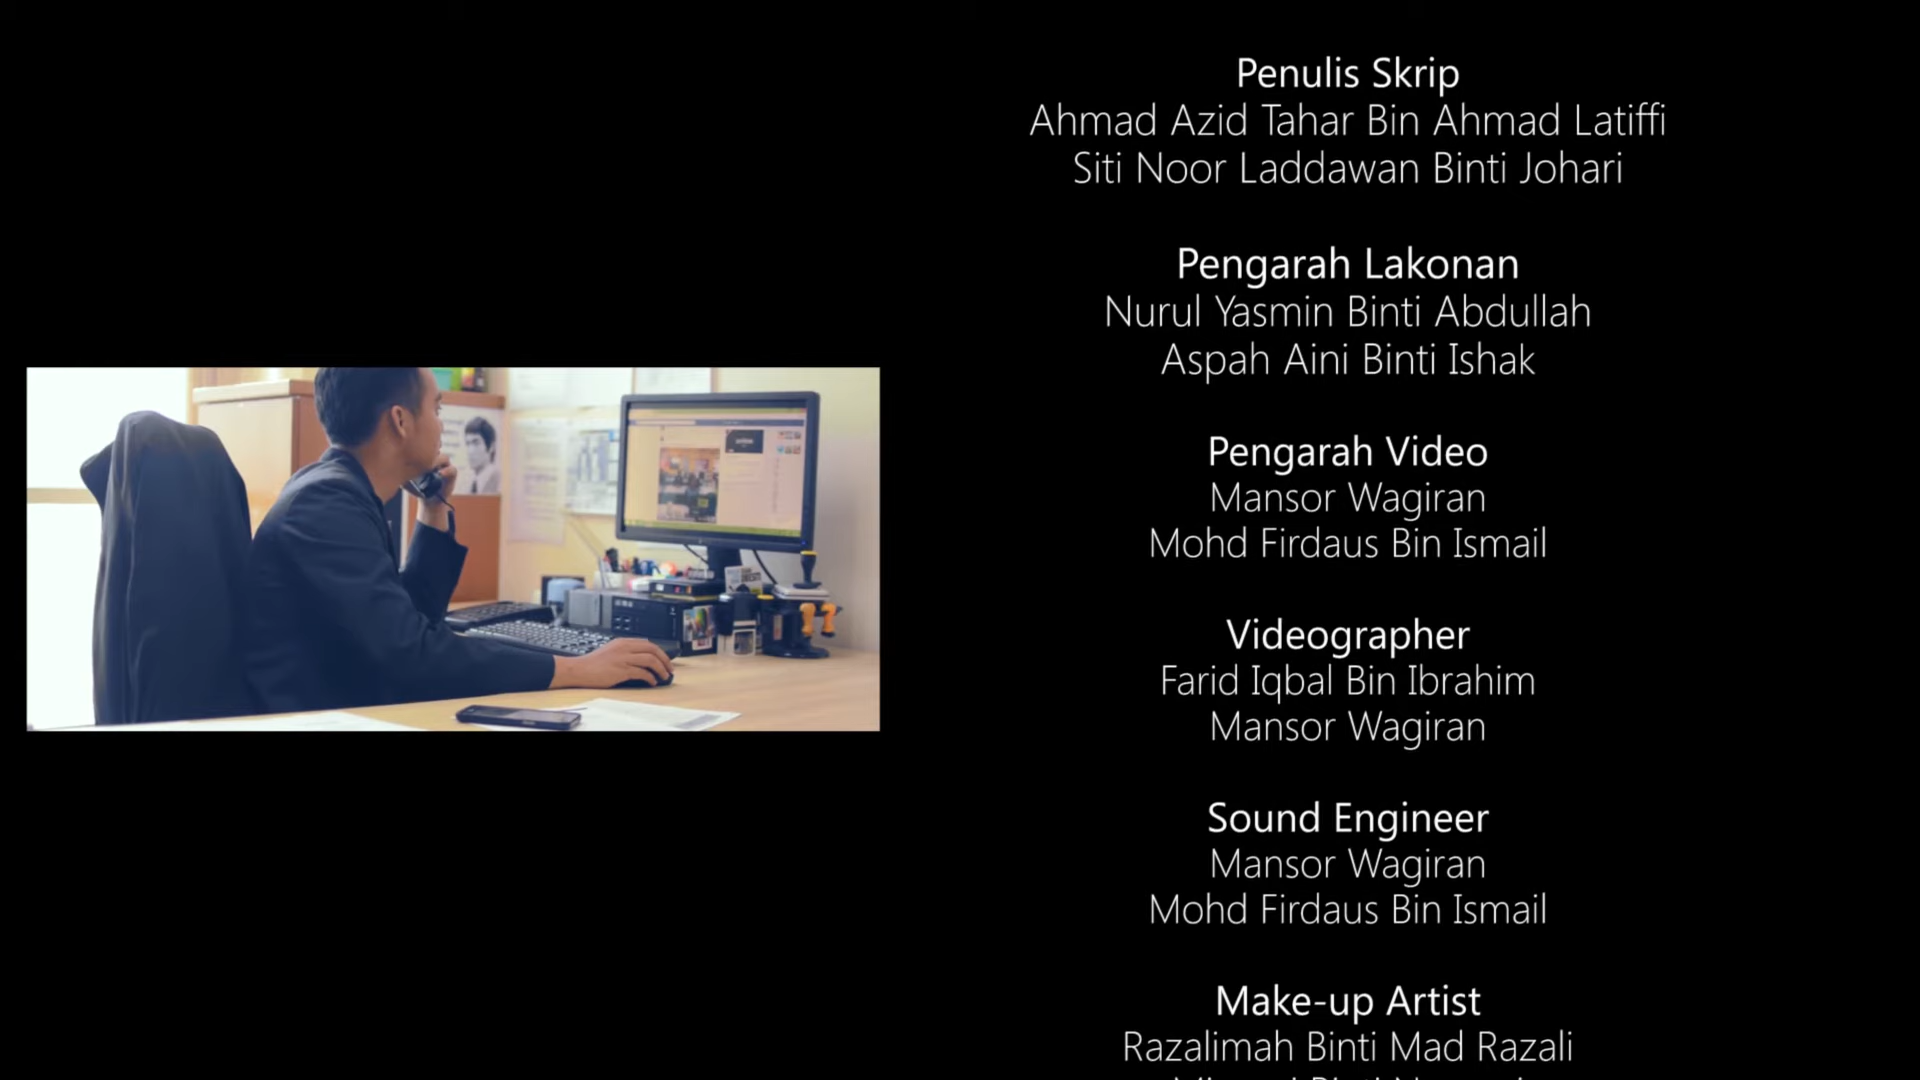 Penulis Skrip
Ahmad Azid Tahar Bin Ahmad Latiffi
Siti Noor Laddawan Binti Johari
Pengarah Lakonan
Nurul Yasmin Binti Abdullah
Aspah Aini Binti Ishak
Pengarah Video
Mansor Wagiran
Mohd Firdaus Bin Ismail
Videographer
Farid Iqbal Bin Ibrahim
Mansor Wagiran
Sound Engineer
Mansor Wagiran
Mohd Firdaus Bin Ismail
Make-up Artist
Razalimah Binti Mad Razali